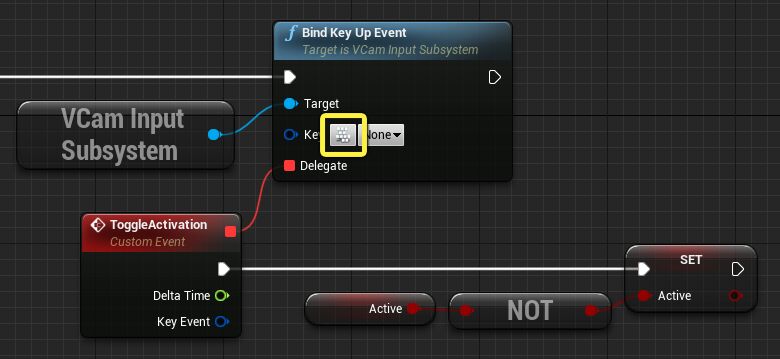 Bind Key Up Event
Target is VCam Input Subsystem
VCam Input
Subsystem
Target
Key None
Delegate
ToggleActivation
Custom Event
Delta Time
Key Event
Active
NOT
SET
Active